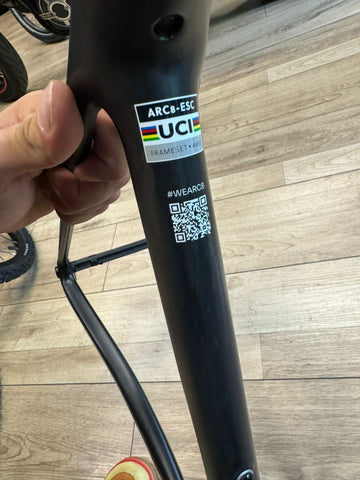 ARC8-ESC
UCI
FRAMESET •
#WEARC8